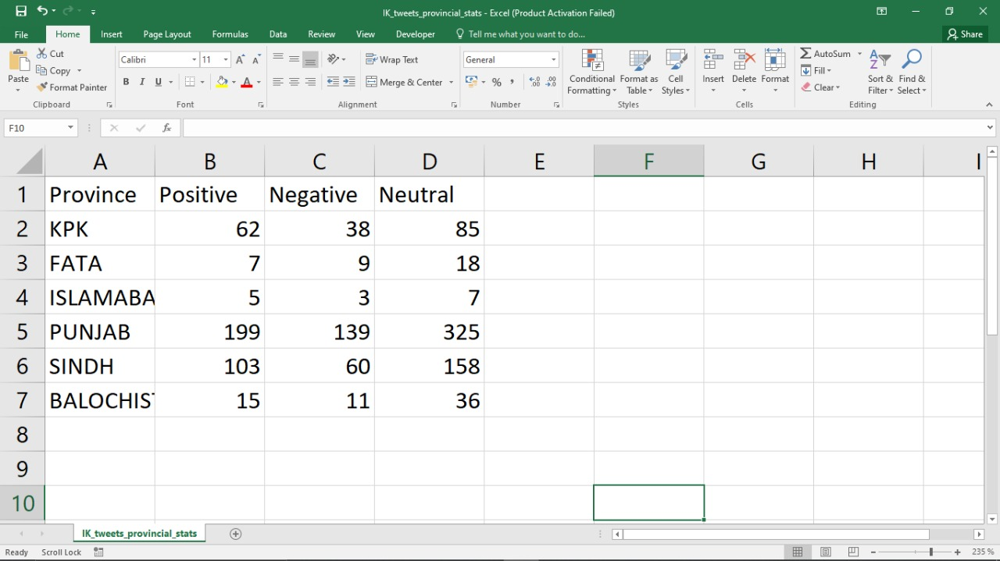 IK_tweets_provincial_stats - Excel (Product Activation Failed)
File Home Insert Page Layout Formulas Data Review View Developer Tell me what you want to do... Share
Cut
Copy
Format Painter
Paste
Clipboard
Calibri 11
B I U
Font
Wrap Text
Merge & Center
Alignment
General
% ,
Number
Conditional Formatting
Format as Table
Cell Styles
Styles
Insert Delete Format
Cells
AutoSum
Fill
Clear
Sort & Filter
Find & Select
Editing
F10 fx
A B C D E F G H I
1 Province Positive Negative Neutral
2 KPK 62 38 85
3 FATA 7 9 18
4 ISLAMABA 5 3 7
5 PUNJAB 199 139 325
6 SINDH 103 60 158
7 BALOCHIST 15 11 36
8
9
10
IK_tweets_provincial_stats
Ready Scroll Lock 235 %